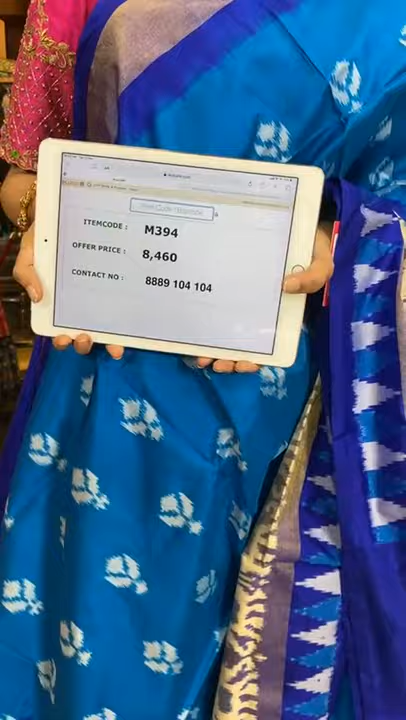 ITEMCODE : M394
OFFER PRICE : 8,460
CONTACT NO : 8889 104 104